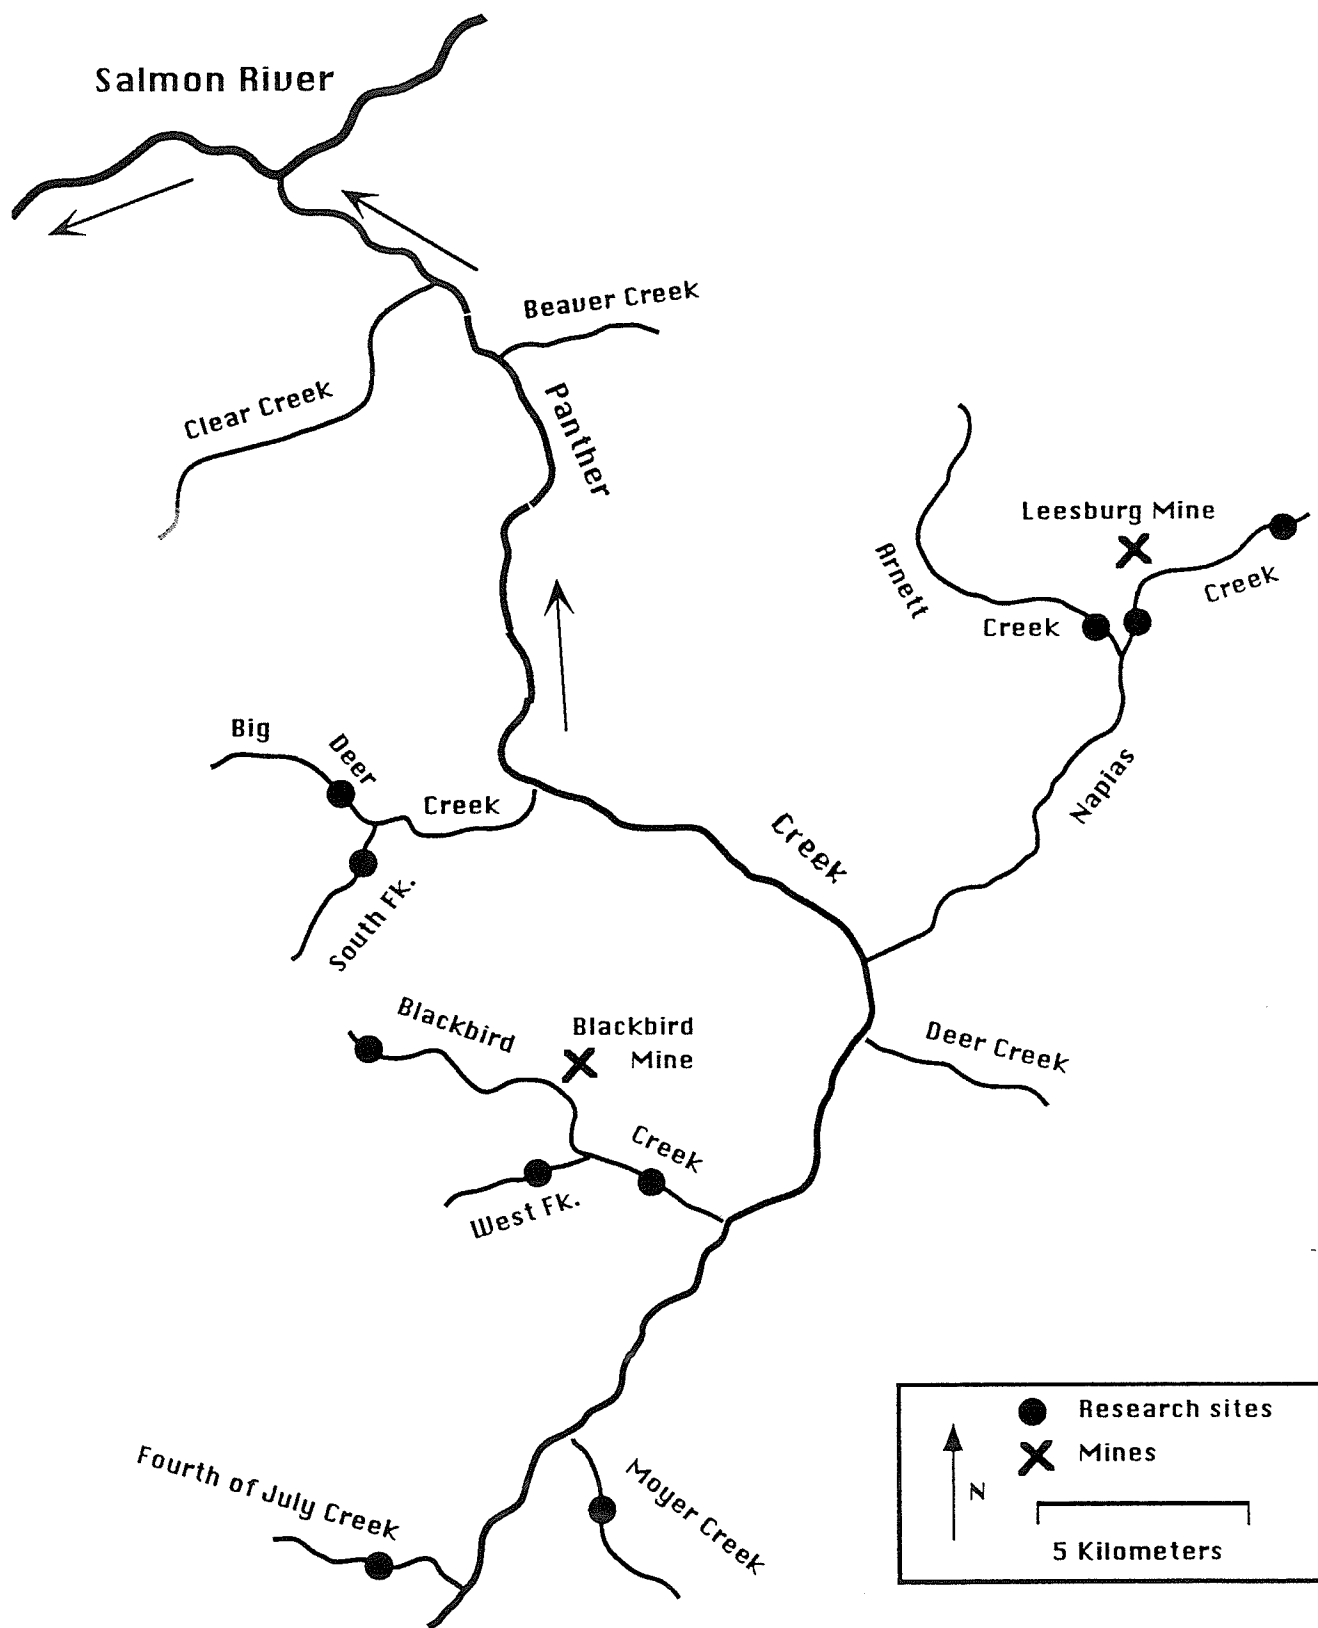 Salmon River
Beaver Creek
Clear Creek
Panther
Leesburg Mine
Arnett
Creek
Creek
Big
Deer
Creek
Napias
Creek
South Fk.
Blackbird
Blackbird
Mine
Deer Creek
Creek
West Fk.
Fourth of July Creek
Moyer Creek
Research sites
Mines
N
5 Kilometers